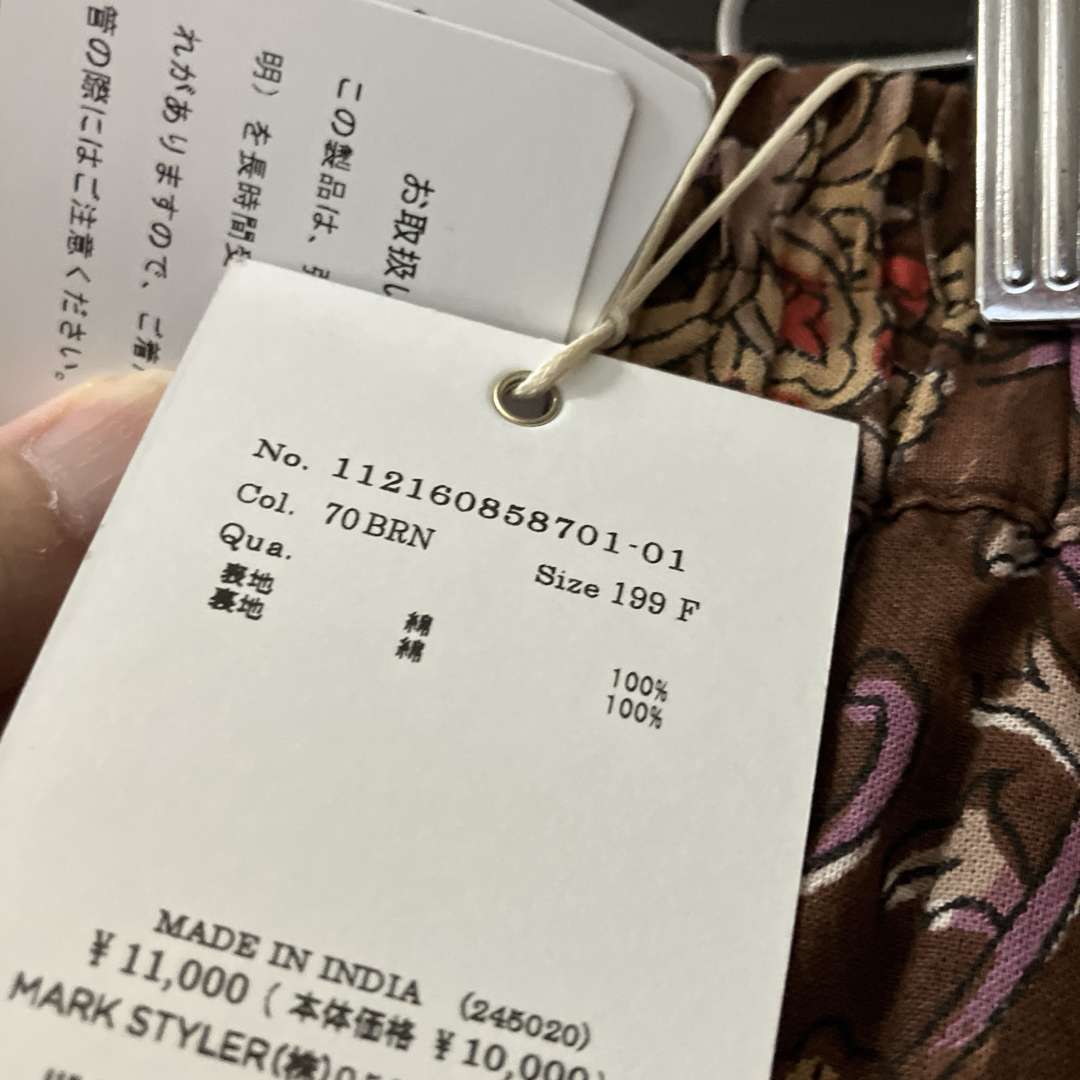 お取扱い
この製品は、
明）を長時間
れがありますので、ご着
管の際にはご注意ください。
No. 112160858701-01
Col. 70 BRN Size 199 F
Qua.
裏地 綿 100%
裏地 綿 100%
MADE IN INDIA (245020)
¥11,000 (本体価格 ¥10,000)
MARK STYLER(株)